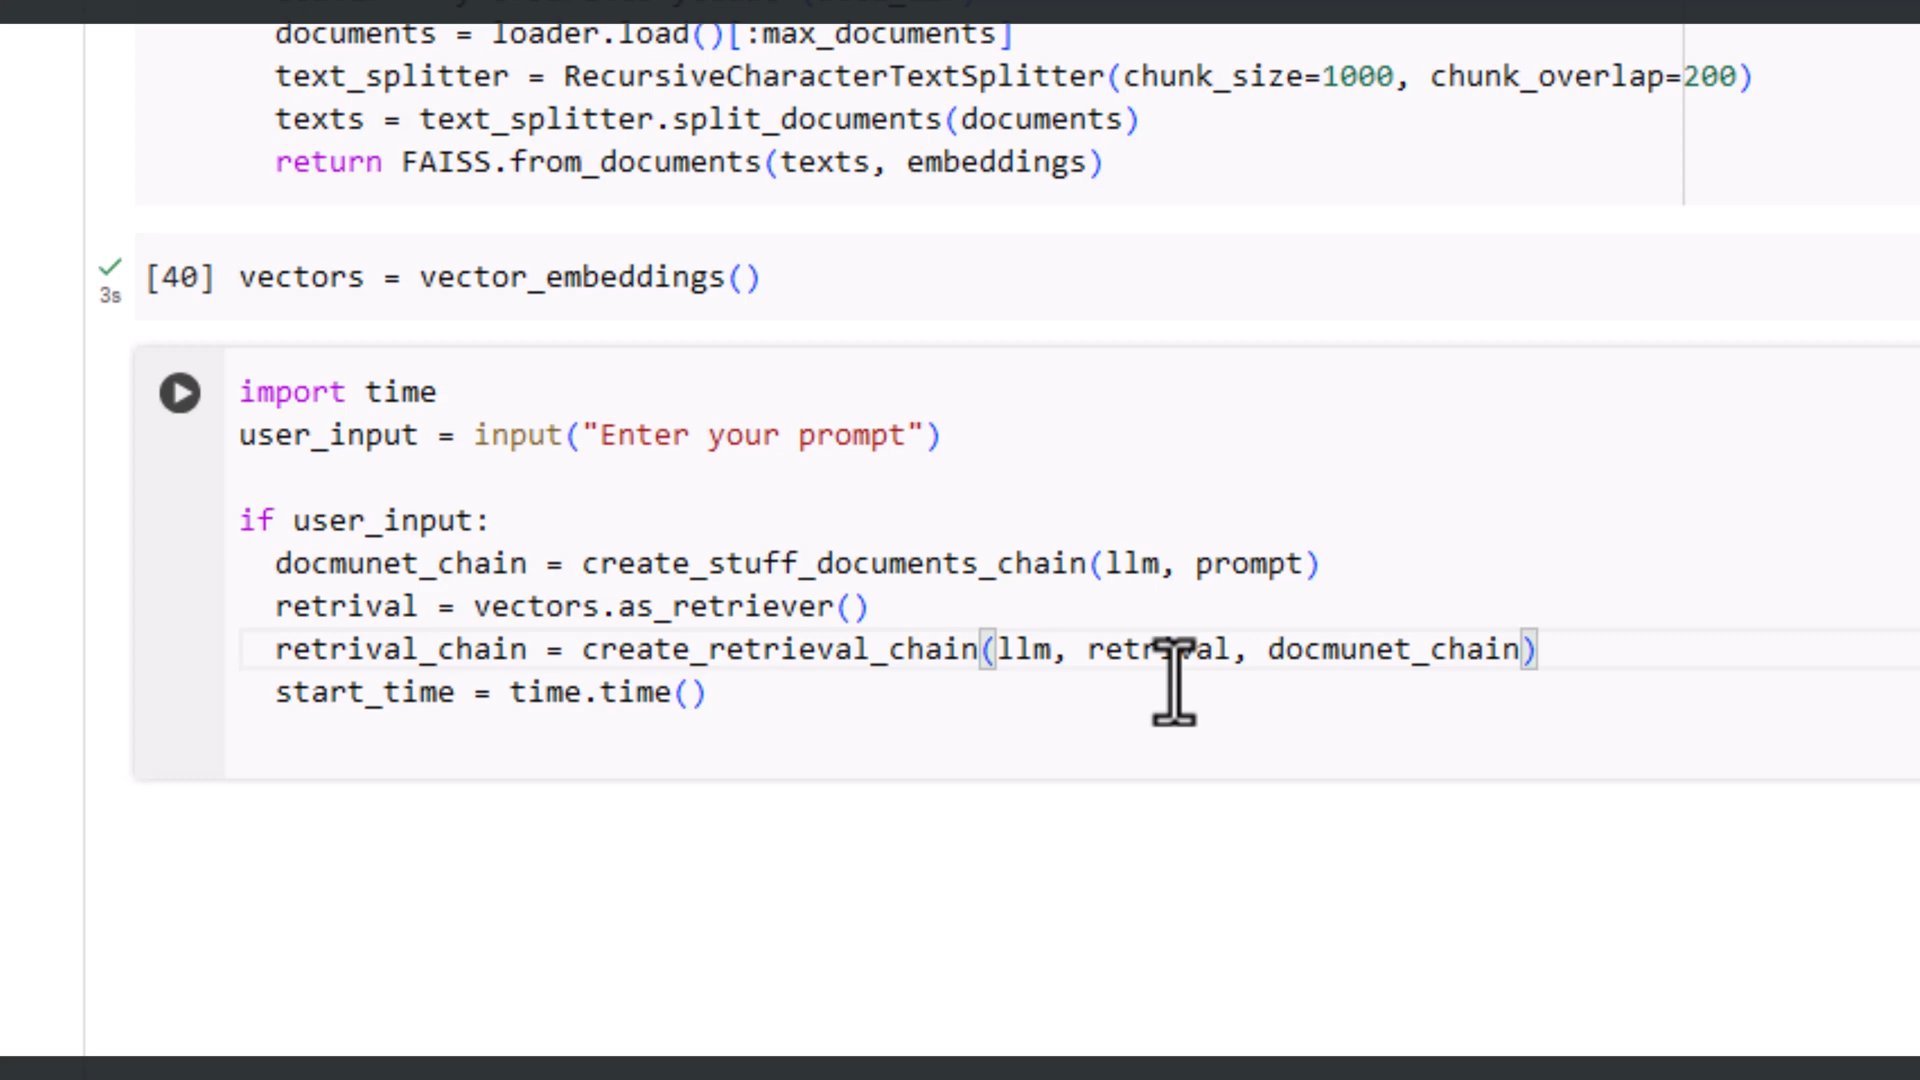 documents = loader.load()[:max_documents]
text_splitter = RecursiveCharacterTextSplitter(chunk_size=1000, chunk_overlap=200)
texts = text_splitter.split_documents(documents)
return FAISS.from_documents(texts, embeddings)
[40] vectors = vector_embeddings()
3s
import time
user_input = input("Enter your prompt")
if user_input:
docmunet_chain = create_stuff_documents_chain(llm, prompt)
retrival = vectors.as_retriever()
retrival_chain = create_retrieval_chain(llm, retrival, docmunet_chain)
start_time = time.time()